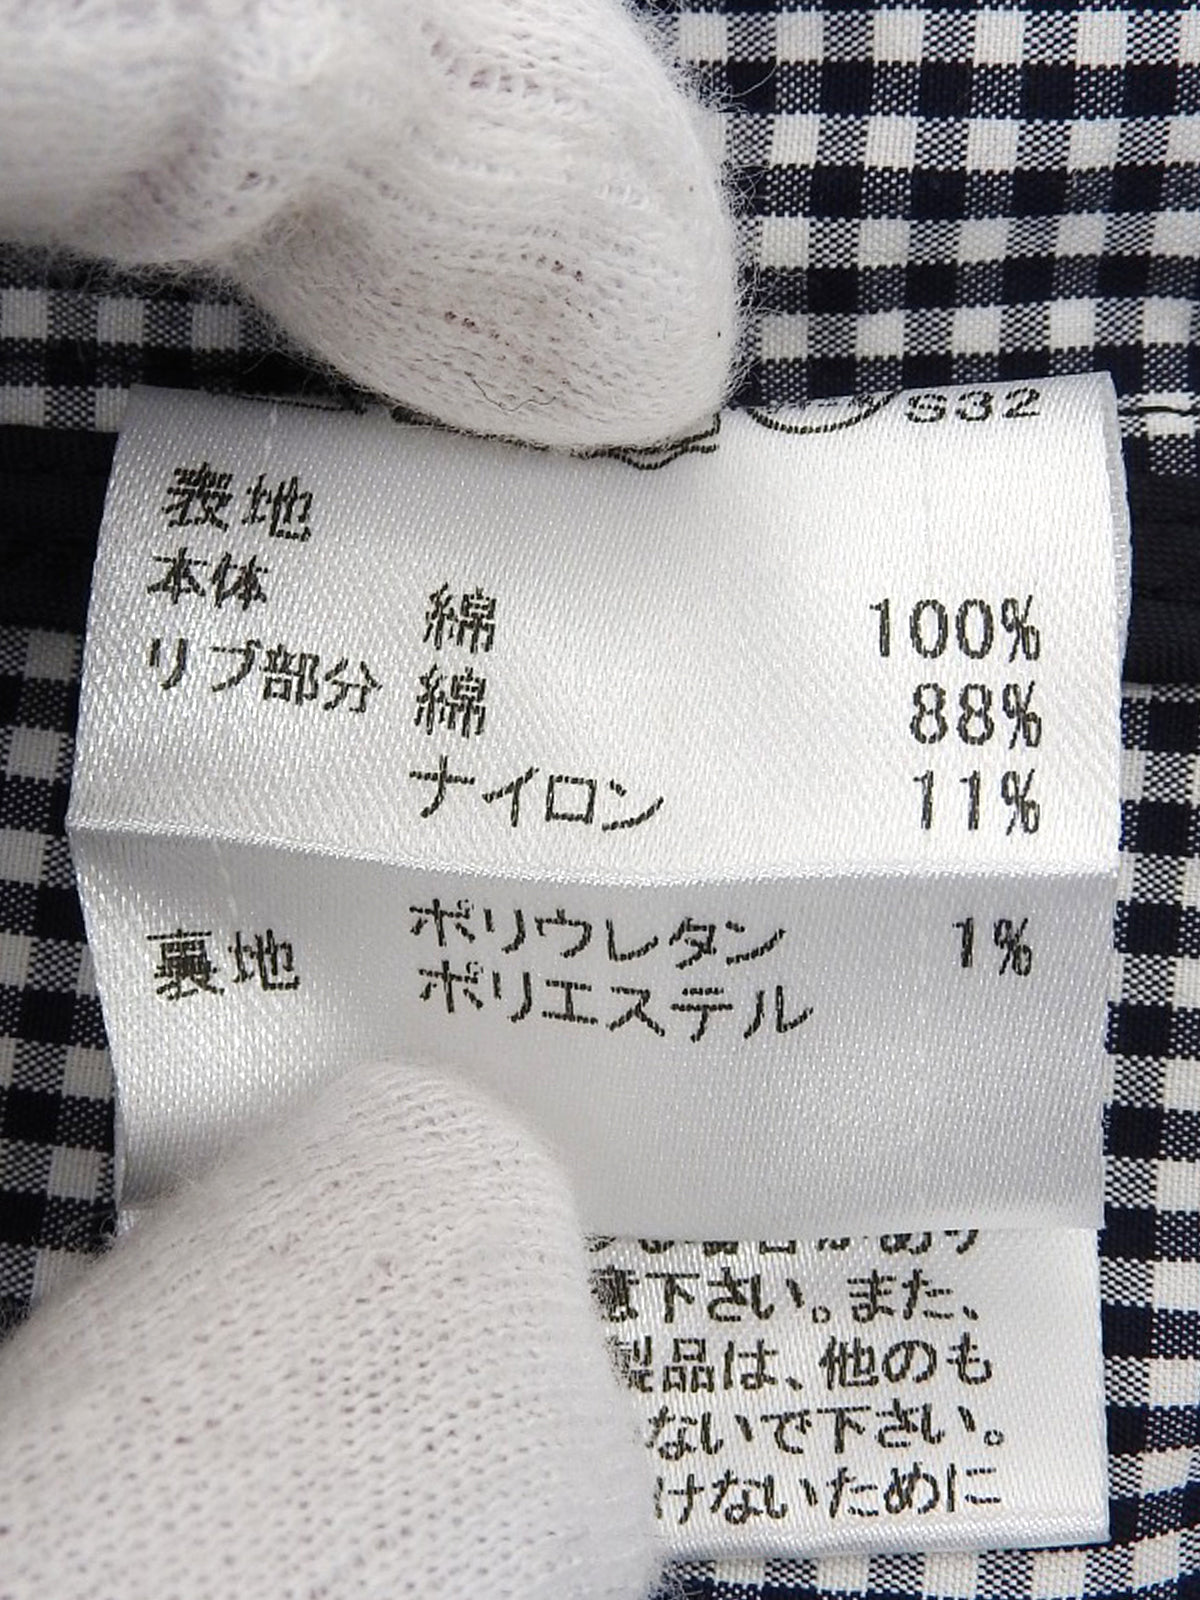 S32
表地
本体 綿 100%
リブ部分 綿 88%
ナイロン 11%
ポリウレタン 1%
裏地 ポリエステル
下さい。また、
製品は、他のも
ないで下さい。
けないために